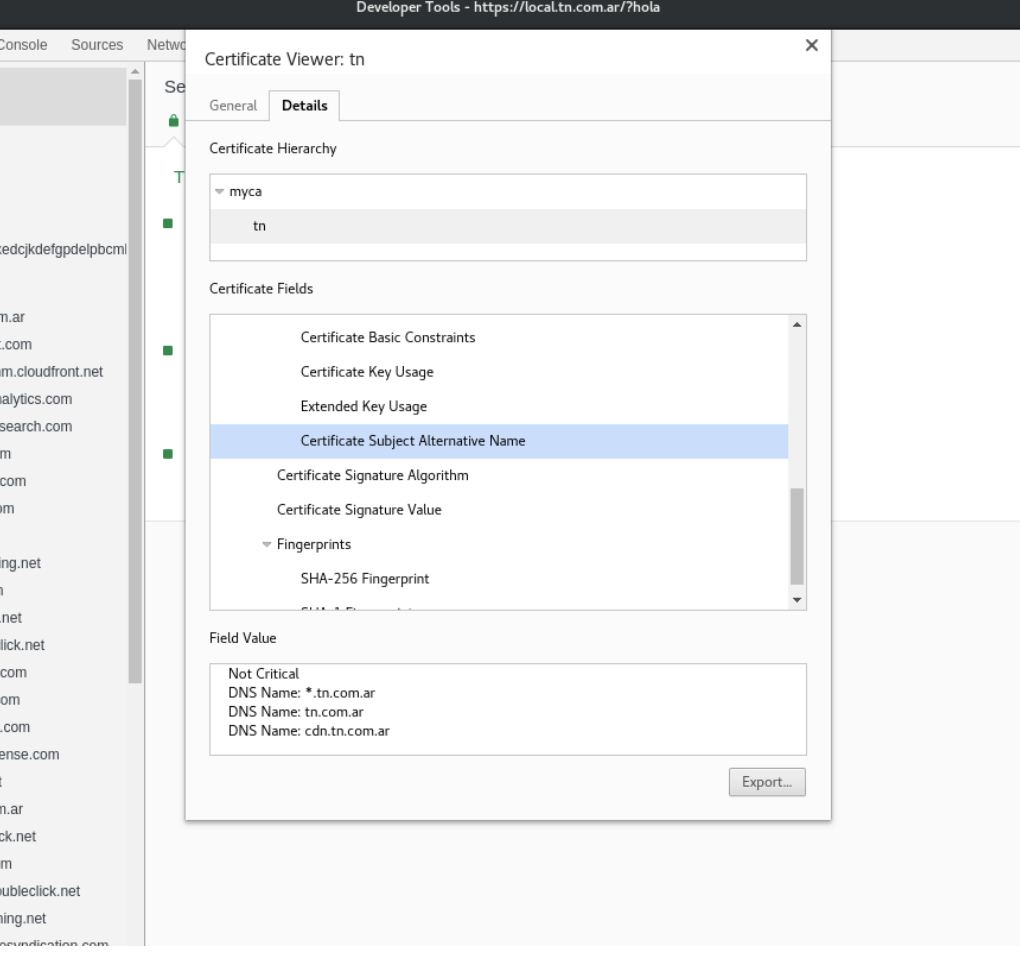 Developer Tools - https://local.tn.com.ar/?hola
Console Sources Netwo
Certificate Viewer: tn
Se
General Details
Certificate Hierarchy
myca
T
tn
Certificate Fields
Certificate Basic Constraints
Certificate Key Usage
Extended Key Usage
Certificate Subject Alternative Name
Certificate Signature Algorithm
Certificate Signature Value
Fingerprints
SHA-256 Fingerprint
Field Value
Not Critical
DNS Name: *.tn.com.ar
DNS Name: tn.com.ar
DNS Name: cdn.tn.com.ar
Export...
edcjkdefgpdelpbcml
m.ar
.com
m.cloudfront.net
alytics.com
search.com
m
com
om
ing.net
.net
lick.net
com
om
.com
ense.com
t
m.ar
ck.net
m
oubleclick.net
ning.net